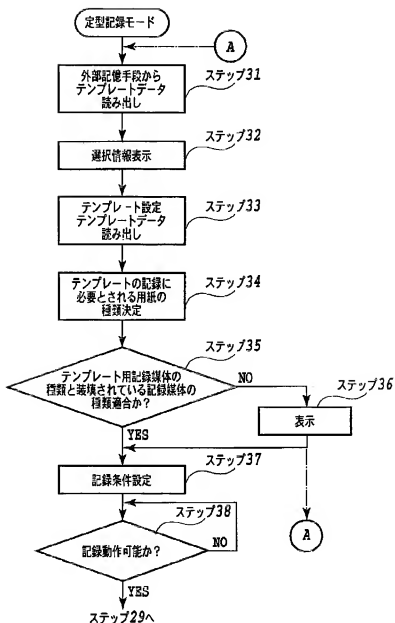 定型記録モード
A
外部記憶手段から
テンプレートデータ
読み出し
ステップ31
選択情報表示
ステップ32
テンプレート設定
テンプレートデータ
読み出し
ステップ33
テンプレートの記録に
必要とされる用紙の
種類決定
ステップ34
テンプレート用記録媒体の
種類と装填されている記録媒体の
種類適合か?
ステップ35
NO
YES
ステップ36
表示
A
ステップ37
記録条件設定
ステップ38
記録動作可能か?
NO
YES
ステップ29へ